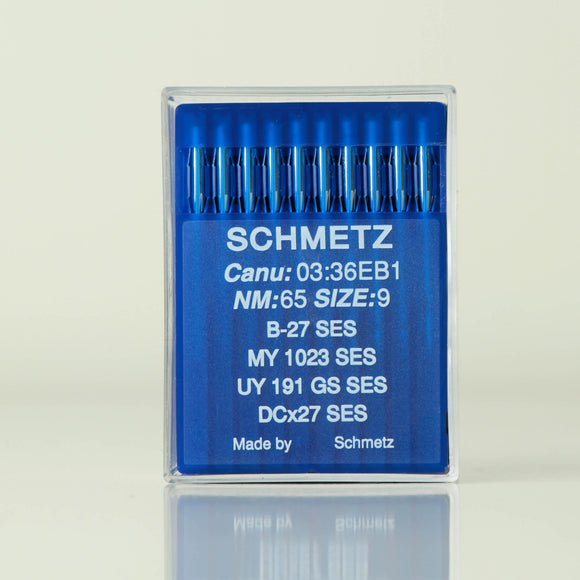 SCHMETZ
Canu: 03:36EB1
NM:65 SIZE:9
B-27 SES
MY 1023 SES
UY 191 GS SES
DCx27 SES
Made by Schmetz